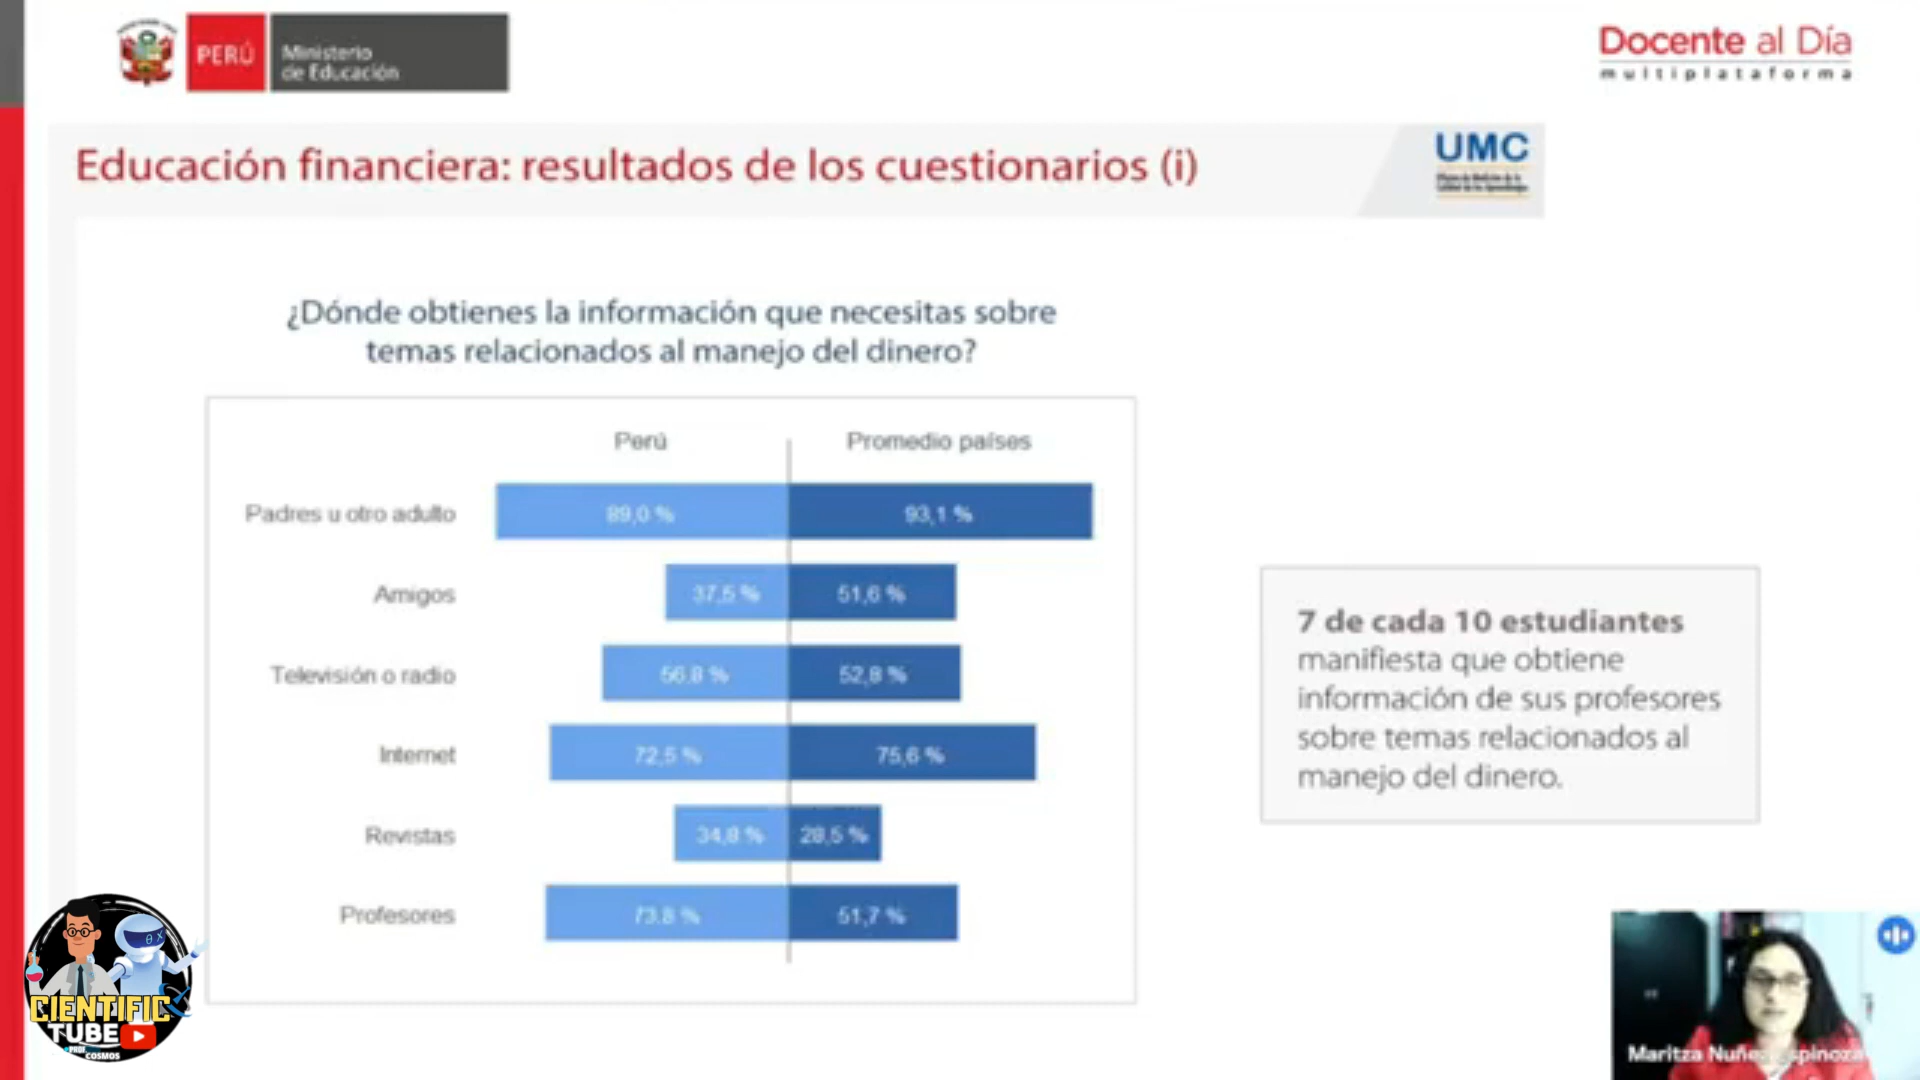 PERÚ
Ministerio
de Educación
Docente al Día
multiplataforma
Educación financiera: resultados de los cuestionarios (i)
UMC
¿Dónde obtienes la información que necesitas sobre
temas relacionados al manejo del dinero?
Perú Promedio países
Padres u otro adulto 89,0 % 93,1 %
Amigos 37,5 % 51,6 %
Televisión o radio 56,8 % 52,8 %
Internet 72,5 % 75,6 %
Revistas 34,8 % 28,5 %
Profesores 73,8 % 51,7 %
7 de cada 10 estudiantes
manifiesta que obtiene
información de sus profesores
sobre temas relacionados al
manejo del dinero.
CIENTIFIC
TUBE
COSMOS
Maritza Nuñez Espinoza